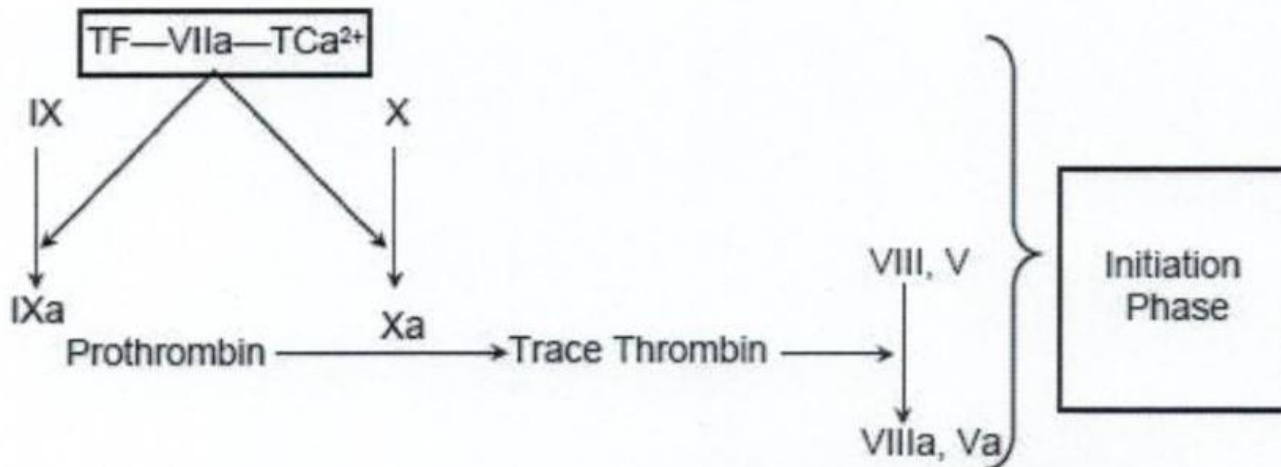 TF—VIIa—TCa²⁺
IX
X
IXa
Xa
Prothrombin
Trace Thrombin
VIII, V
VIIIa, Va
Initiation
Phase